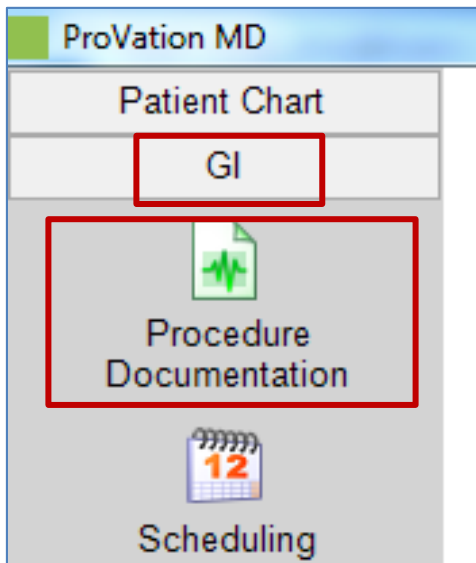 ProVation MD
Patient Chart
GI
Procedure
Documentation
12
Scheduling